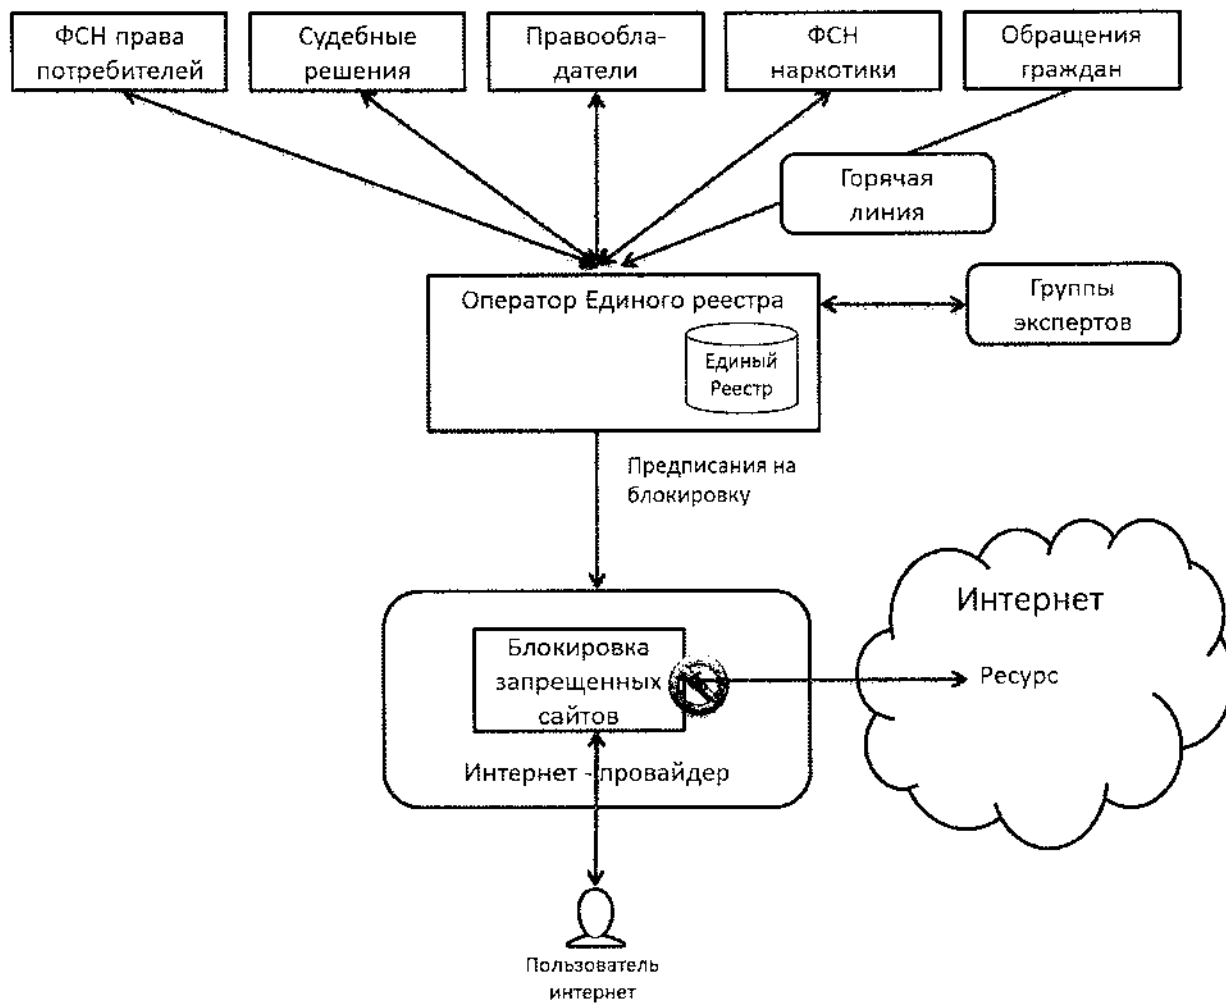 ФСН права
потребителей
Судебные
решения
Правообла-
датели
ФСН
наркотики
Обращения
граждан
Горячая
линия
Оператор Единого реестра
Группы
экспертов
Единый
Реестр
Предписания на
блокировку
Интернет
Блокировка
запрещенных
сайтов
Ресурс
Интернет - провайдер
Пользователь
интернет